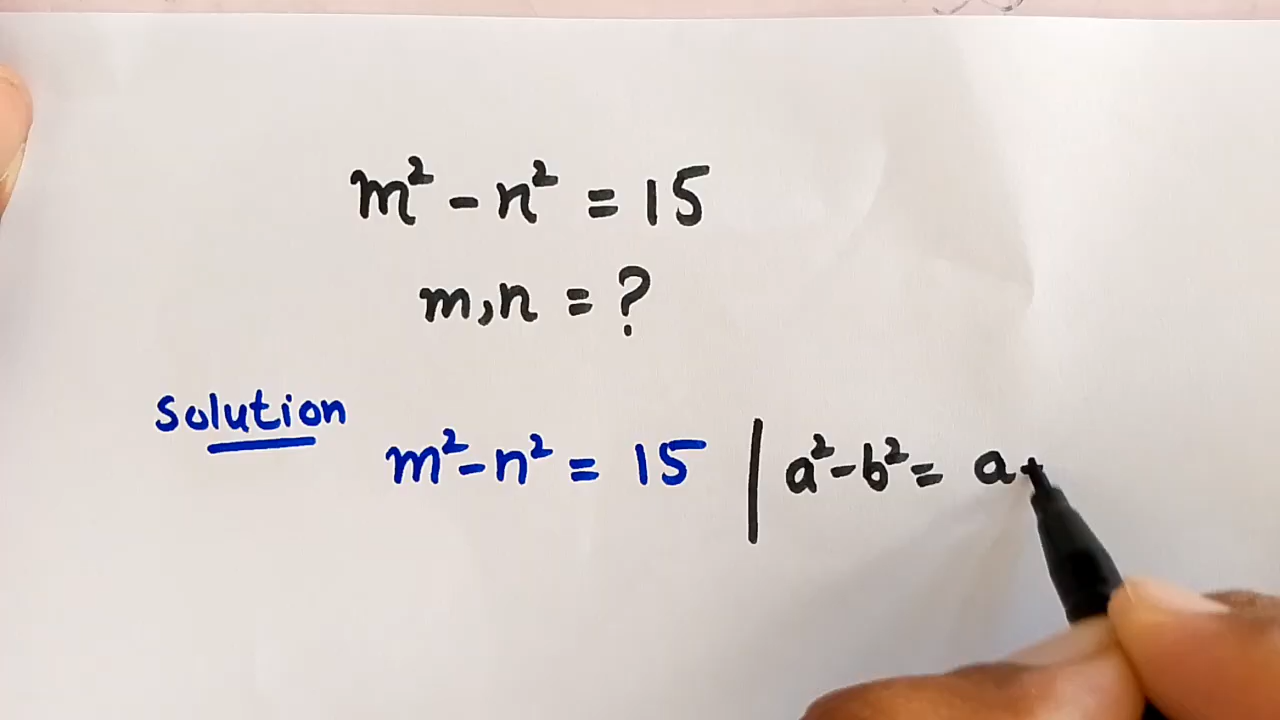 m² - n² = 15
m,n = ?
Solution
m² - n² = 15 | a² - b² = a+